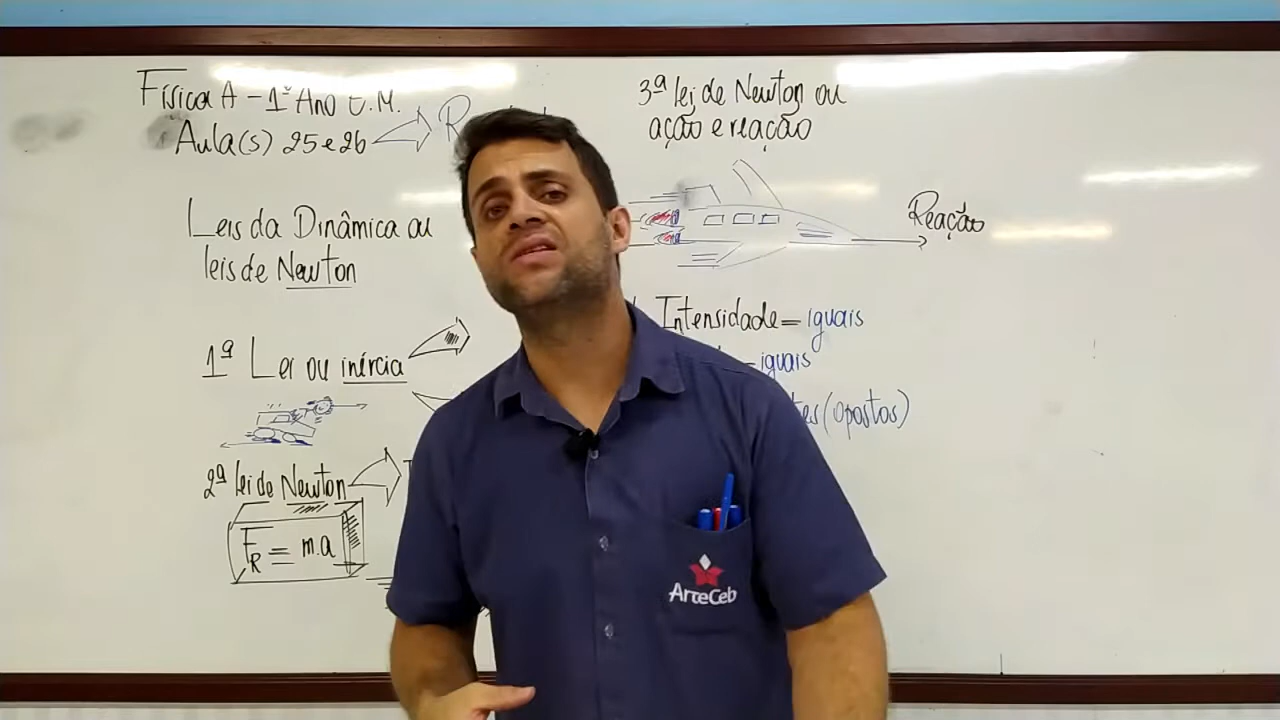 Física A - 1º Ano E.M.
Aula(s) 25 e 26
Leis da Dinâmica ou
leis de Newton
1ª Lei ou inércia
2ª lei de Newton
FR = m.a
3ª lei de Newton ou
ação e reação
Reação
Intensidade = iguais
= iguais
(opostos)
ArteCeb